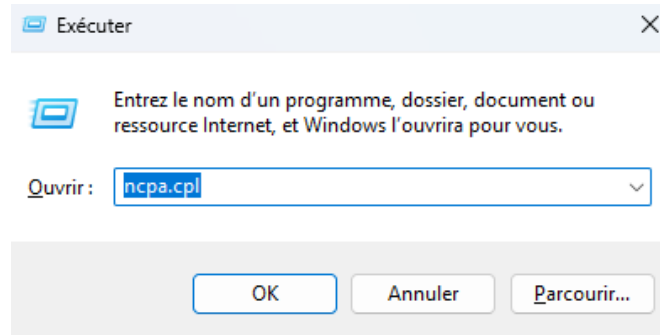 Exécuter
Entrez le nom d'un programme, dossier, document ou
ressource Internet, et Windows l'ouvrira pour vous.
Ouvrir : ncpa.cpl
OK Annuler Parcourir...